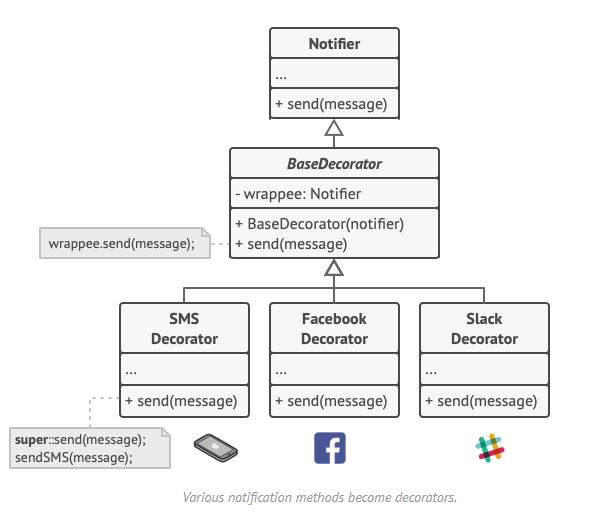 Notifier
...
+ send(message)
BaseDecorator
- wrappee: Notifier
+ BaseDecorator(notifier)
+ send(message)
wrappee.send(message);
SMS
Decorator
...
+ send(message)
Facebook
Decorator
...
+ send(message)
Slack
Decorator
...
+ send(message)
super::send(message);
sendSMS(message);
Various notification methods become decorators.